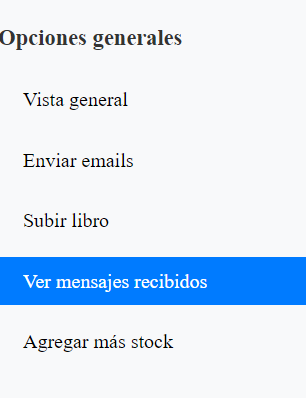 Opciones generales
Vista general
Enviar emails
Subir libro
Ver mensajes recibidos
Agregar más stock